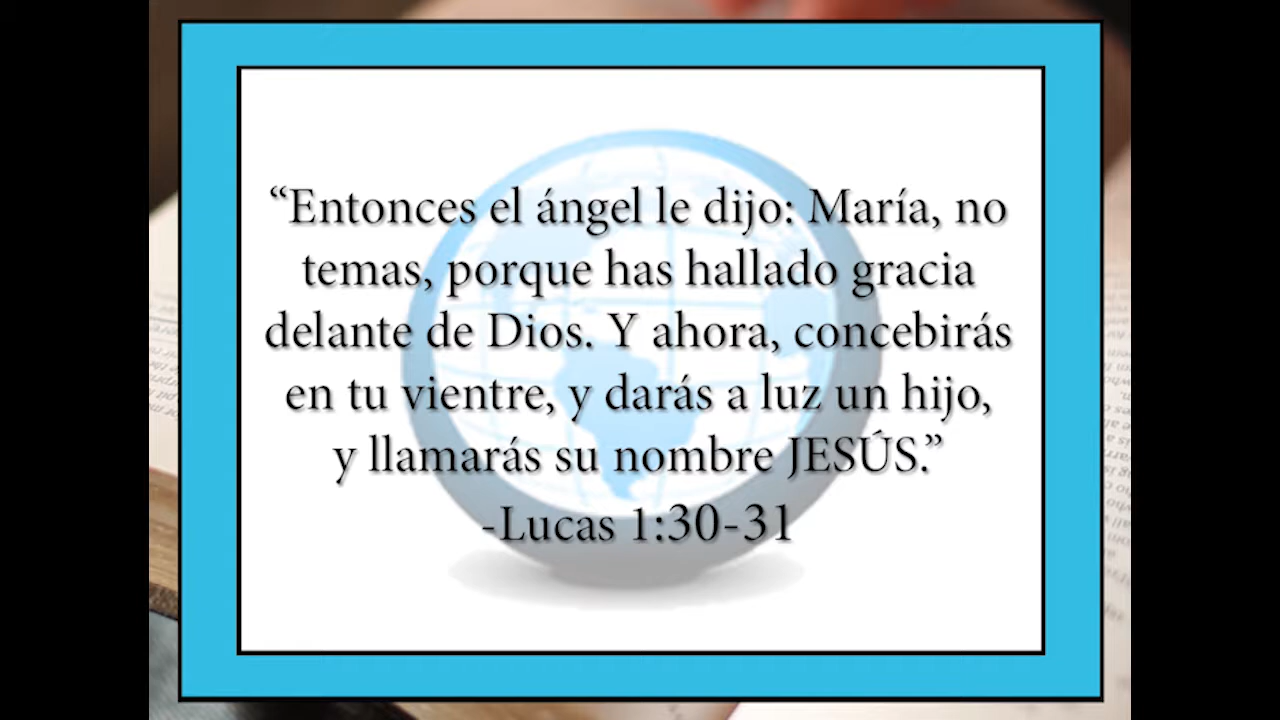 “Entonces el ángel le dijo: María, no
temas, porque has hallado gracia
delante de Dios. Y ahora, concebirás
en tu vientre, y darás a luz un hijo,
y llamarás su nombre JESÚS.”
-Lucas 1:30-31